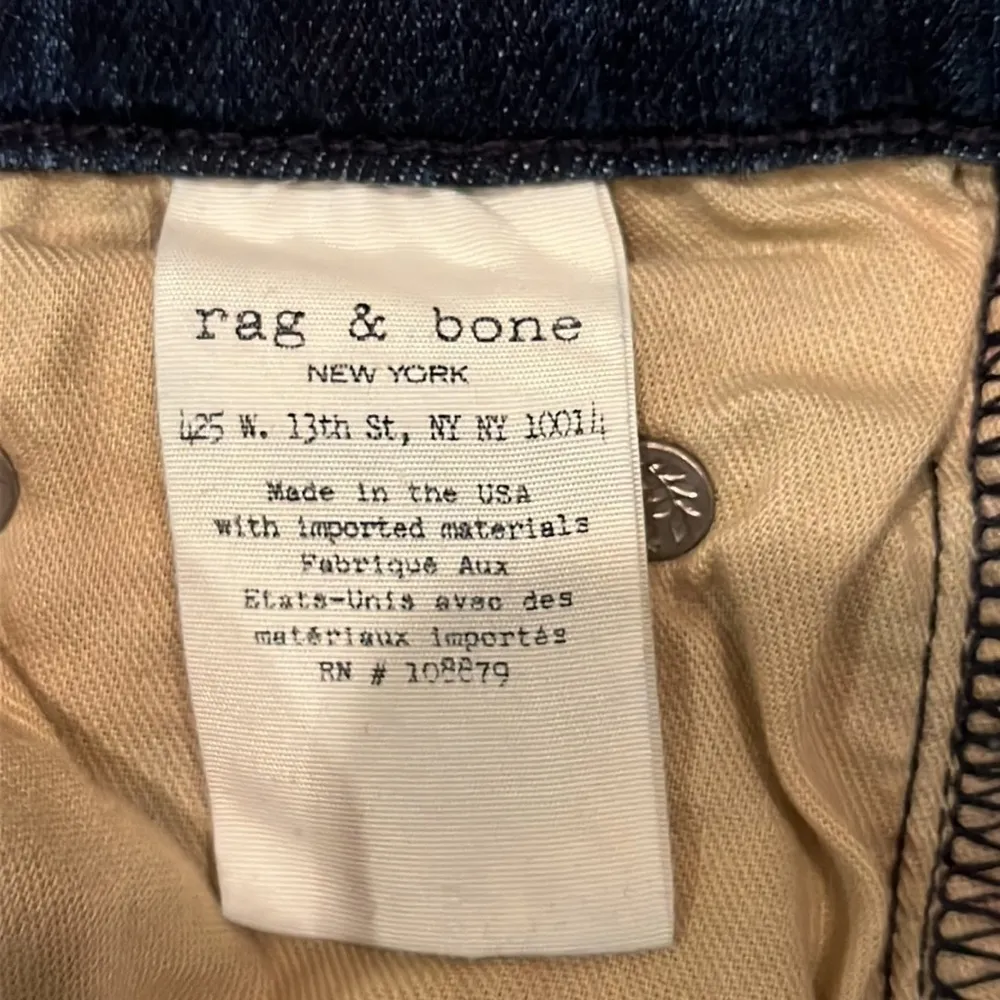 rag & bone
NEW YORK
425 W. 13th St, NY NY 10014
Made in the USA
with imported materials
Fabriqué Aux
Etats-Unis avec des
matériaux importés
RN # 108879